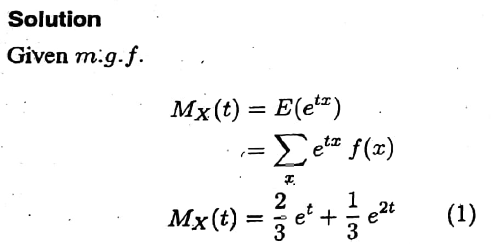 Solution
Given m.g.f.
M_X(t) = E(e^{tx})
= \sum_x e^{tx} f(x)
M_X(t) = \frac{2}{3} e^t + \frac{1}{3} e^{2t} (1)